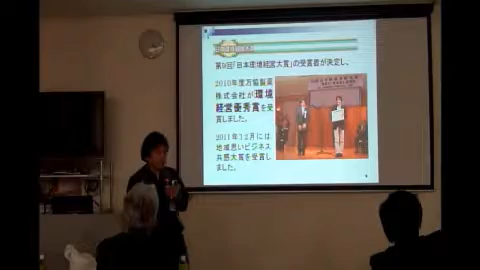 第9回「日本環境経営大賞」の受賞者が決定し、
2010年度万協製薬
株式会社が環境
経営優秀賞を受
賞しました。
2011年12月には
地域思いビジネス
共感大賞を受賞し
ました。